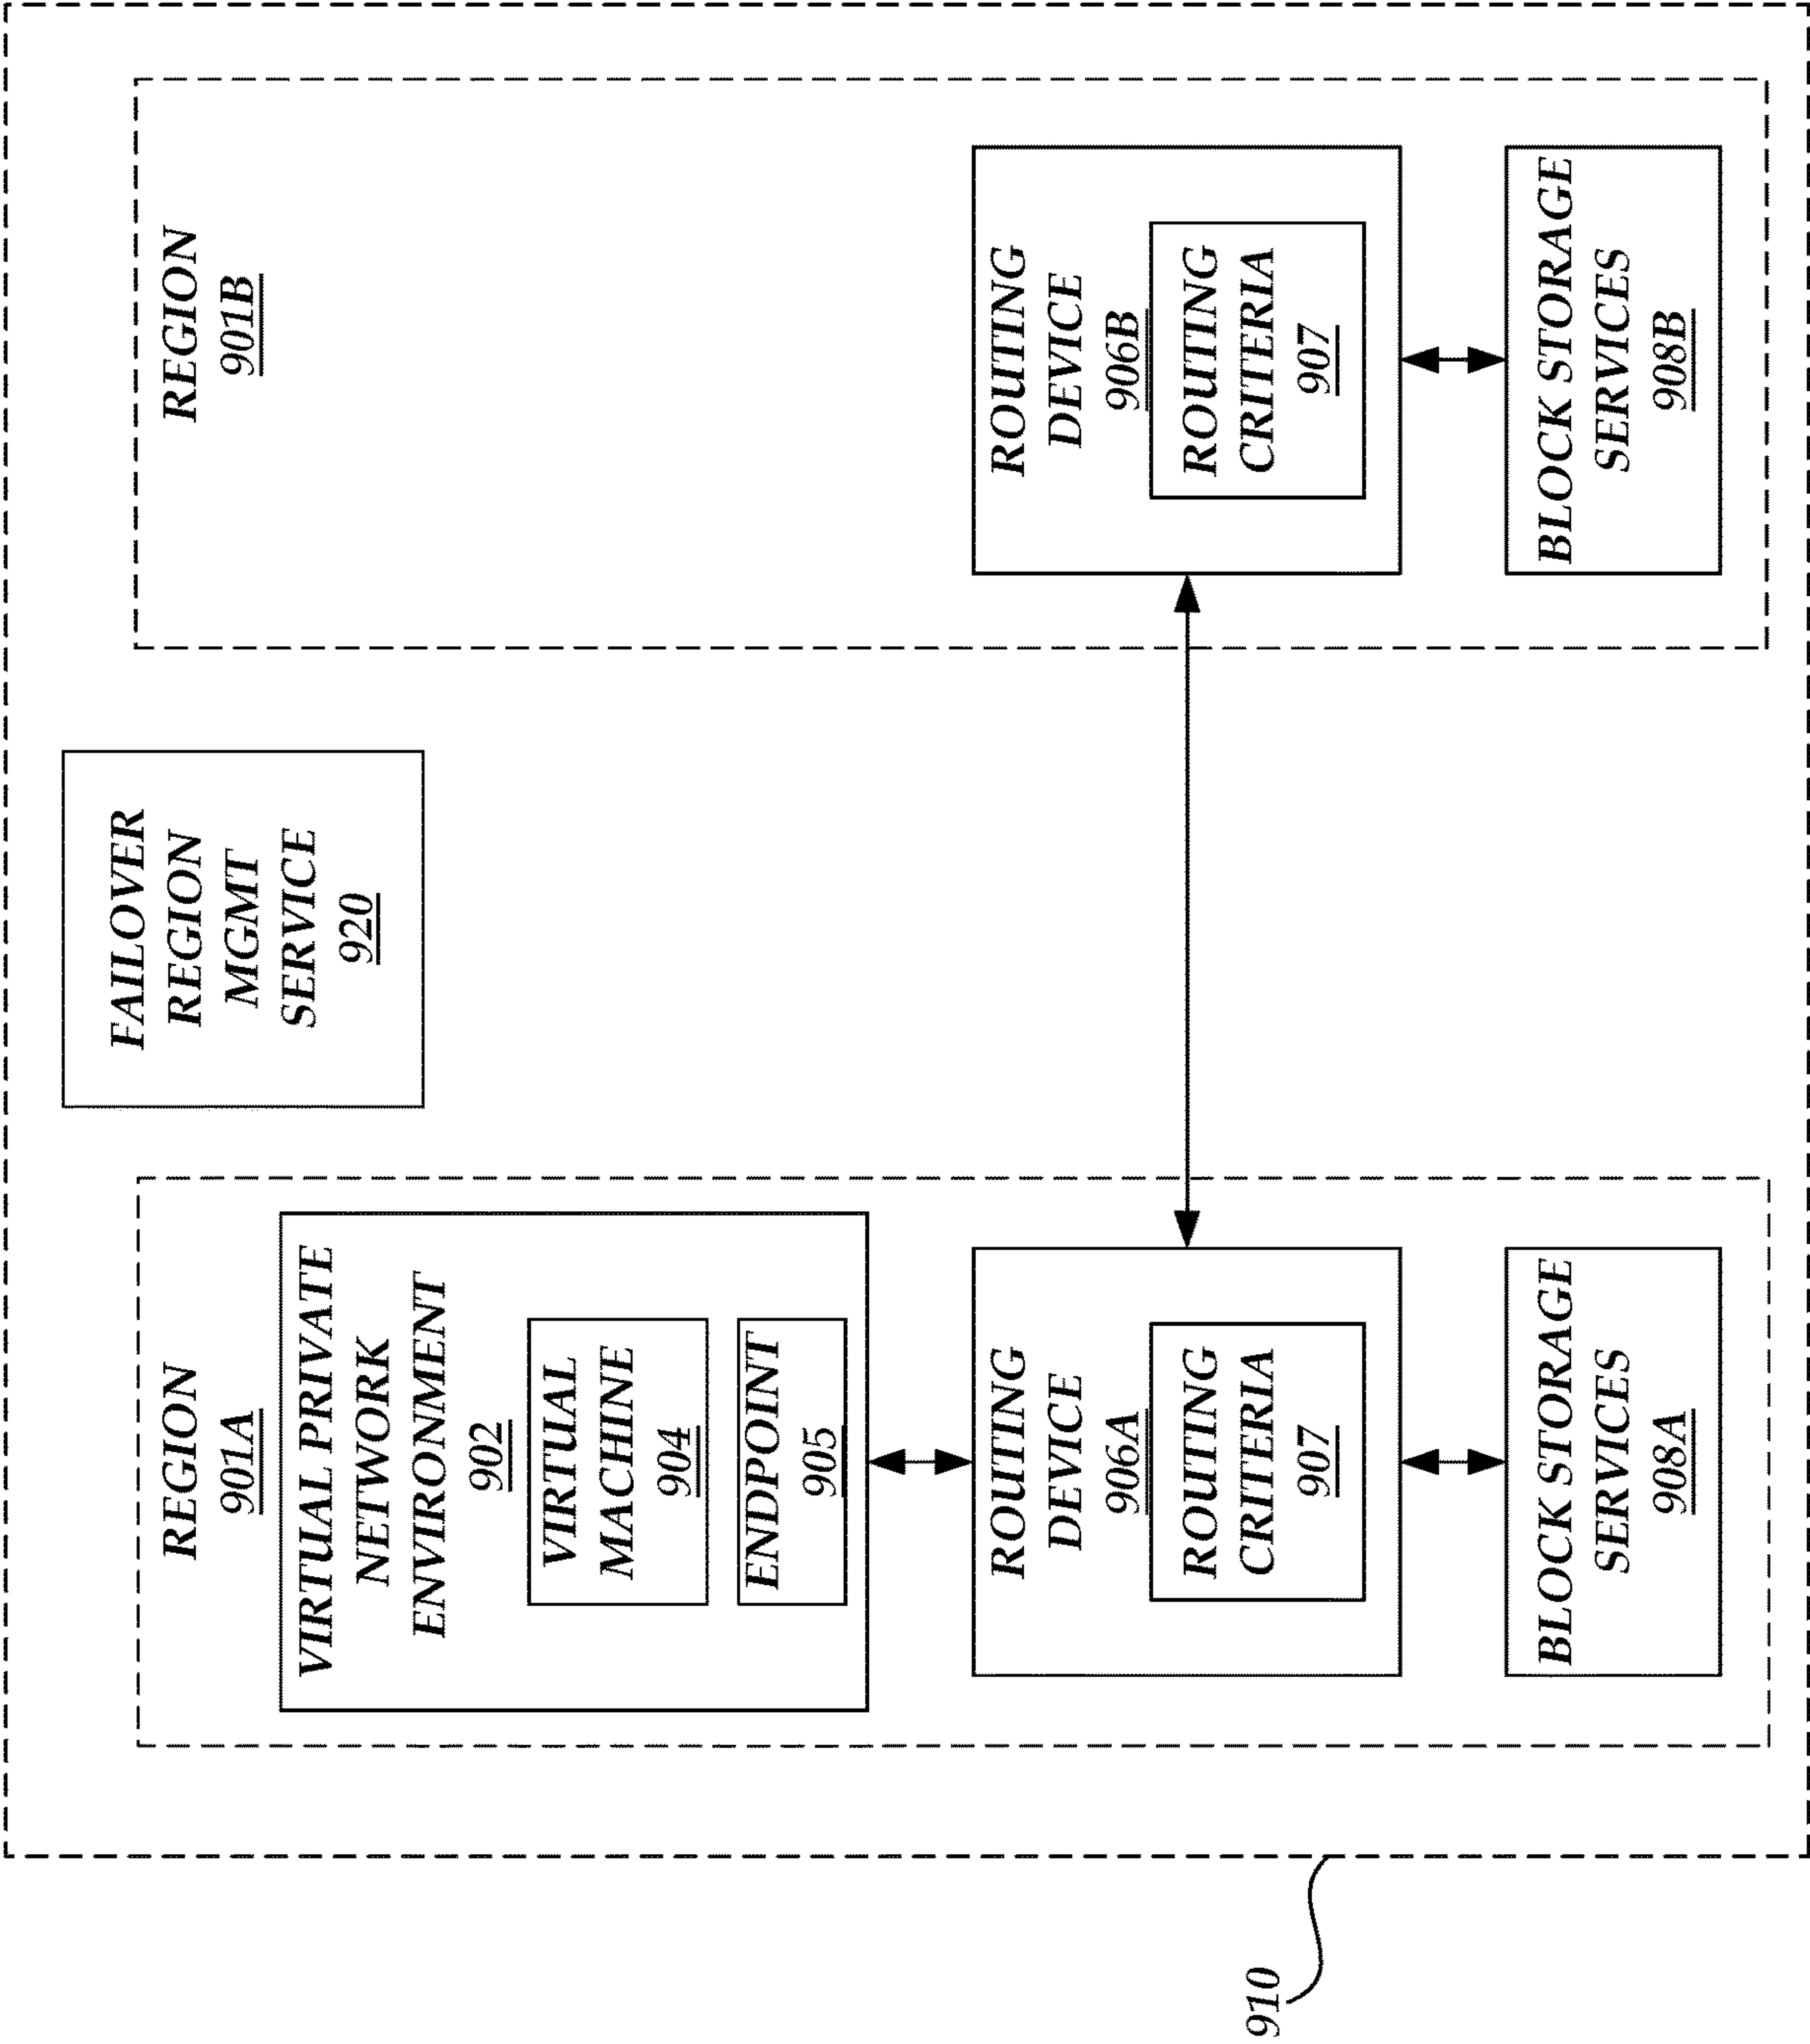 REGION
901A
VIRTUAL PRIVATE
NETWORK
ENVIRONMENT
902
VIRTUAL
MACHINE
904
ENDPOINT
905
ROUTING
DEVICE
906A
ROUTING
CRITERIA
907
BLOCK STORAGE
SERVICES
908A
FAILOVER
REGION
MGMT
SERVICE
920
REGION
901B
ROUTING
DEVICE
906B
ROUTING
CRITERIA
907
BLOCK STORAGE
SERVICES
908B
910